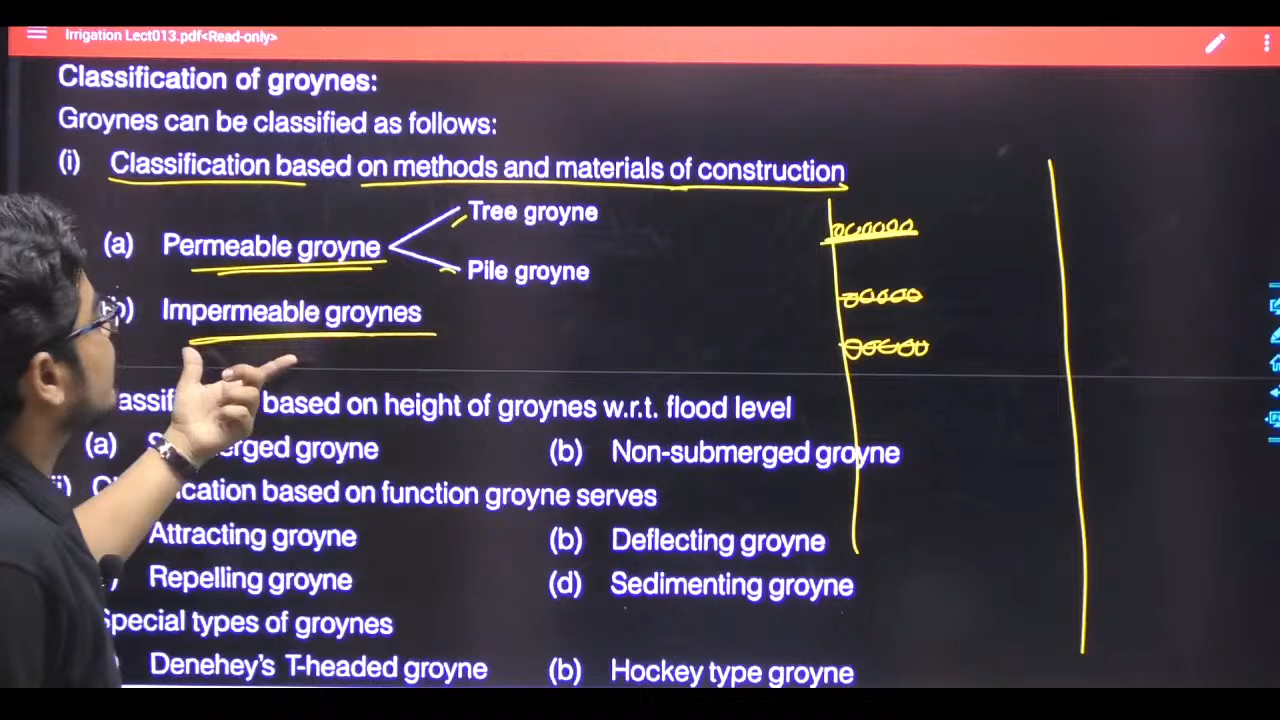 Irrigation Lect013.pdf<Read-only>
Classification of groynes:
Groynes can be classified as follows:
(i) Classification based on methods and materials of construction
Tree groyne
(a) Permeable groyne
Pile groyne
Impermeable groynes
based on height of groynes w.r.t. flood level
(a) groyne (b) Non-submerged groyne
based on function groyne serves
Attracting groyne (b) Deflecting groyne
Repelling groyne (d) Sedimenting groyne
Special types of groynes
Denehey's T-headed groyne (b) Hockey type groyne